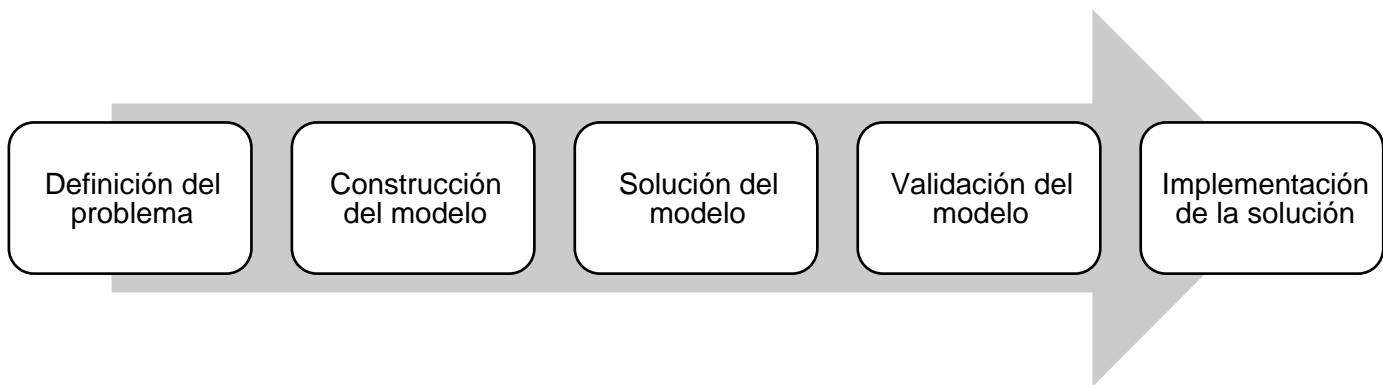 Definición del
problema
Construcción
del modelo
Solución del
modelo
Validación del
modelo
Implementación
de la solución